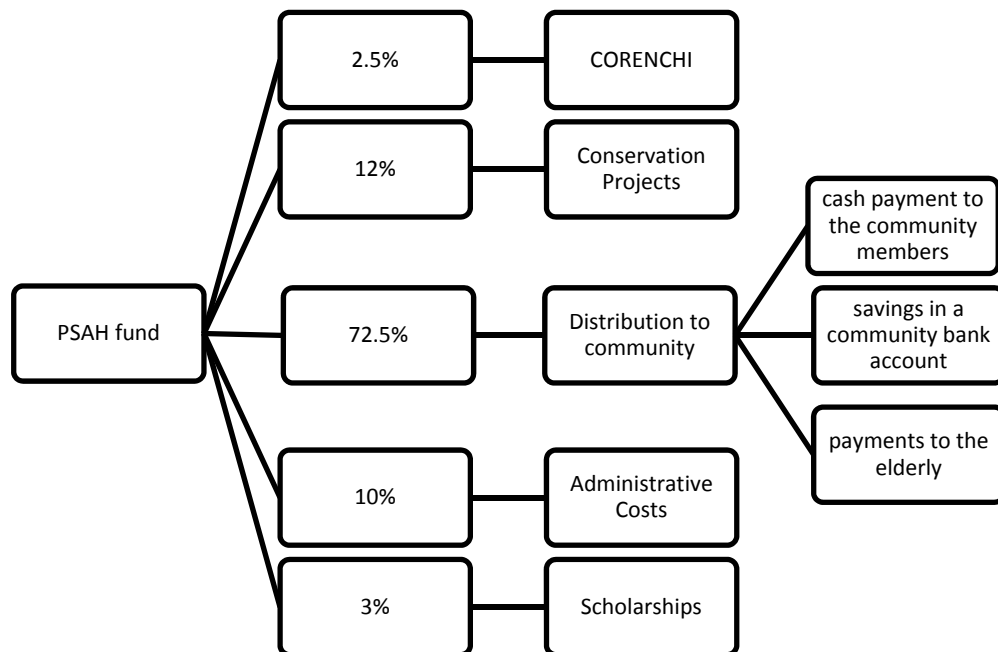 2.5%
CORENCHI
12%
Conservation
Projects
cash payment to
the community
members
PSAH fund
72.5%
Distribution to
community
savings in a
community bank
account
payments to the
elderly
10%
Administrative
Costs
3%
Scholarships